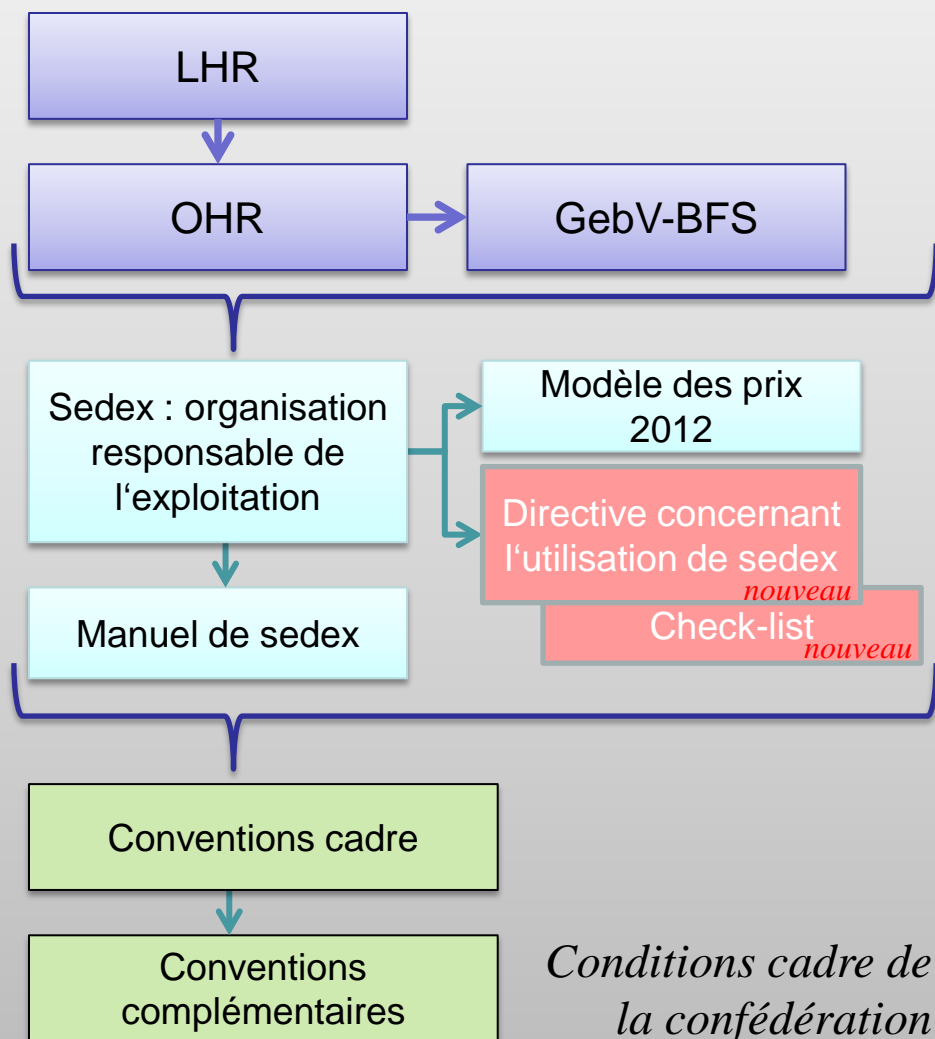 LHR
OHR
GebV-BFS
Sedex : organisation
responsable de
l‘exploitation
Modèle des prix
2012
Directive concernant
l‘utilisation de sedex
nouveau
Manuel de sedex
Check-list
nouveau
Conventions cadre
Conventions
complémentaires
Conditions cadre de
la confédération